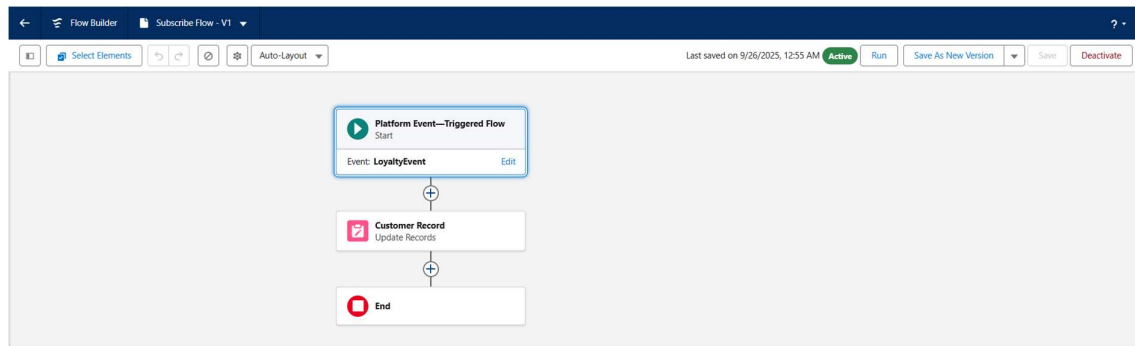 Flow Builder
Subscribe Flow - V1
?
Select Elements
Auto-Layout
Last saved on 9/26/2025, 12:55 AM Active Run Save As New Version Save Deactivate
Platform Event—Triggered Flow
Start
Event: LoyaltyEvent Edit
Customer Record
Update Records
End